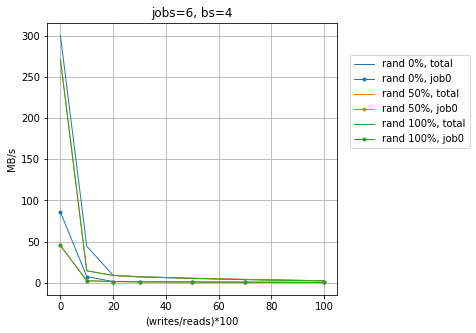 jobs=6, bs=4
MB/s
300
250
200
150
100
50
0
0 20 40 60 80 100
(writes/reads)*100
rand 0%, total
rand 0%, job0
rand 50%, total
rand 50%, job0
rand 100%, total
rand 100%, job0